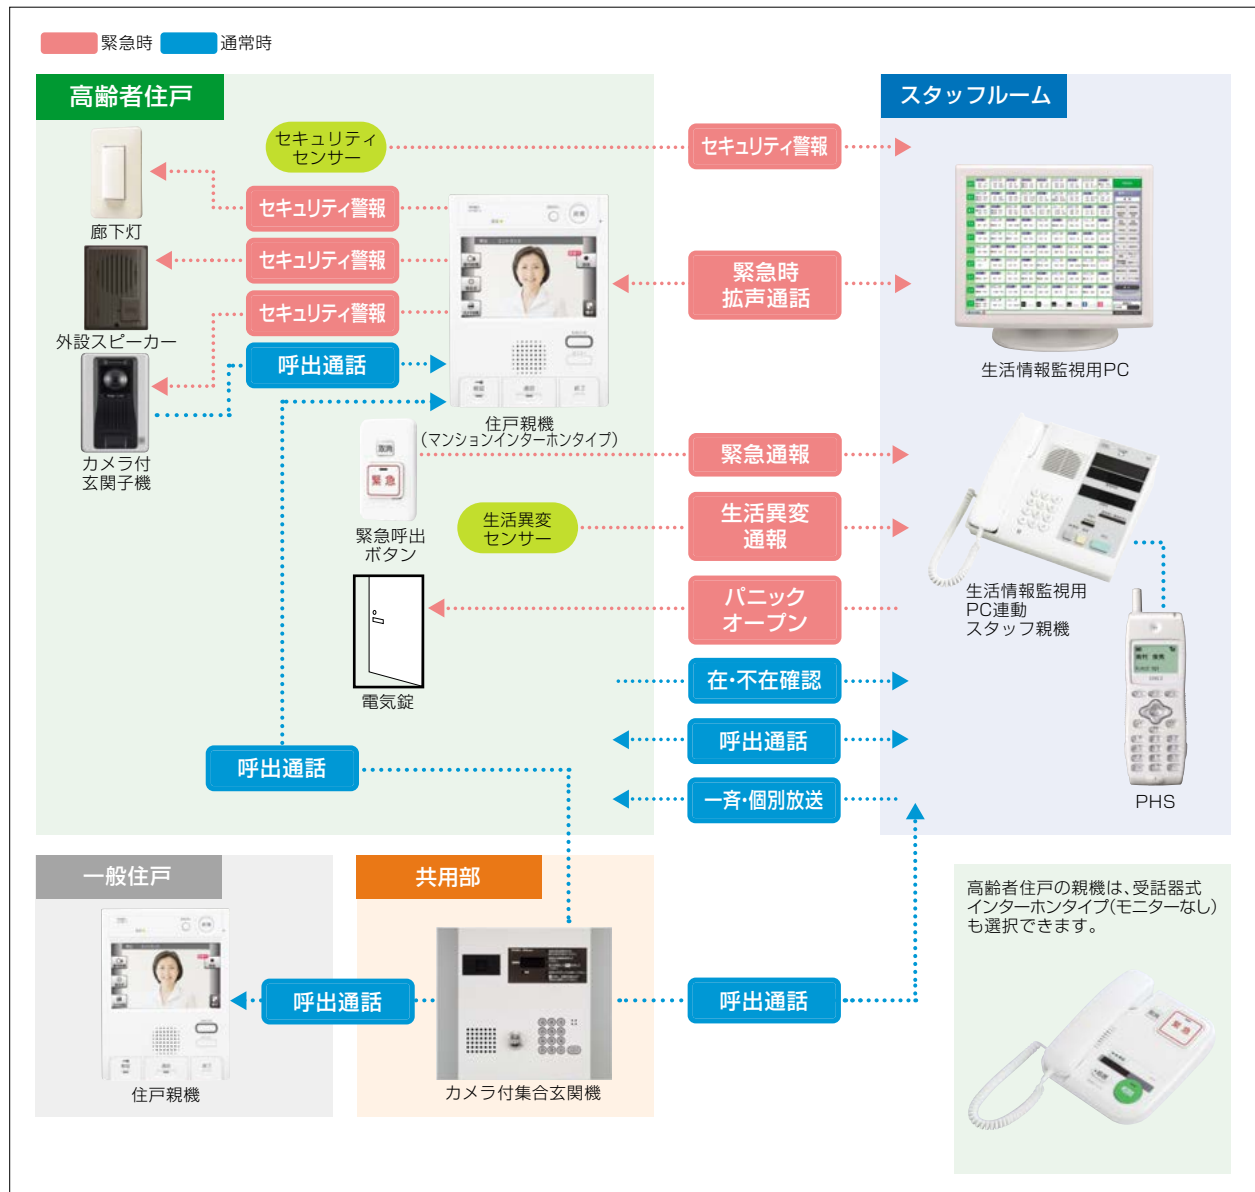 緊急時
通常時
高齢者住戸
スタッフルーム
セキュリティ
センサー
セキュリティ警報
セキュリティ警報
廊下灯
セキュリティ警報
外設スピーカー
セキュリティ警報
呼出通話
カメラ付
玄関子機
住戸親機
(マンションインターホンタイプ)
緊急時
拡声通話
生活情報監視用PC
取消
緊急
緊急呼出
ボタン
緊急通報
生活異変
センサー
生活異変
通報
パニック
オープン
電気錠
在・不在確認
呼出通話
一斉・個別放送
生活情報監視用
PC連動
スタッフ親機
PHS
呼出通話
一般住戸
共用部
住戸親機
呼出通話
カメラ付集合玄関機
呼出通話
高齢者住戸の親機は、受話器式
インターホンタイプ(モニターなし)
も選択できます。
緊急